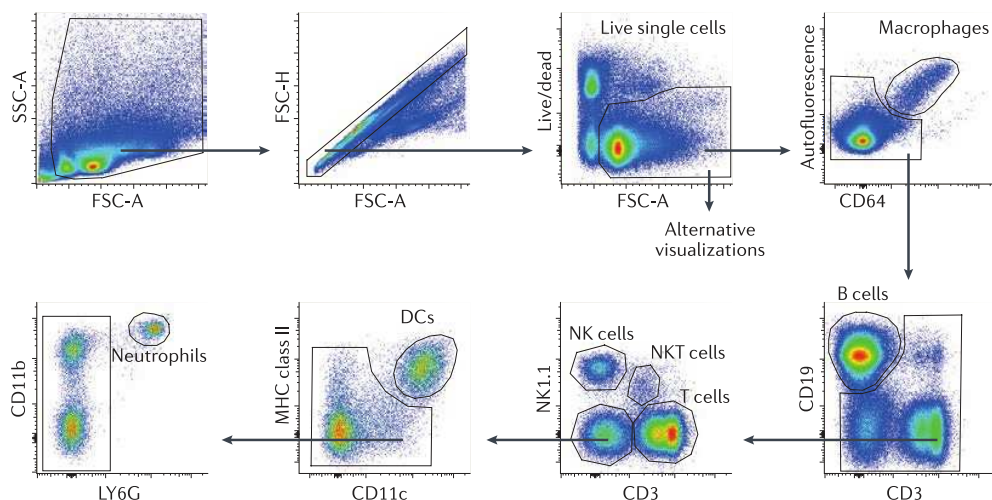 SSC-A
FSC-A
FSC-H
FSC-A
Live single cells
Live/dead
FSC-A
Alternative
visualizations
Macrophages
Autofluorescence
CD64
B cells
CD19
CD3
NK cells
NKT cells
T cells
NK1.1
CD3
DCs
MHC class II
CD11c
Neutrophils
CD11b
LY6G